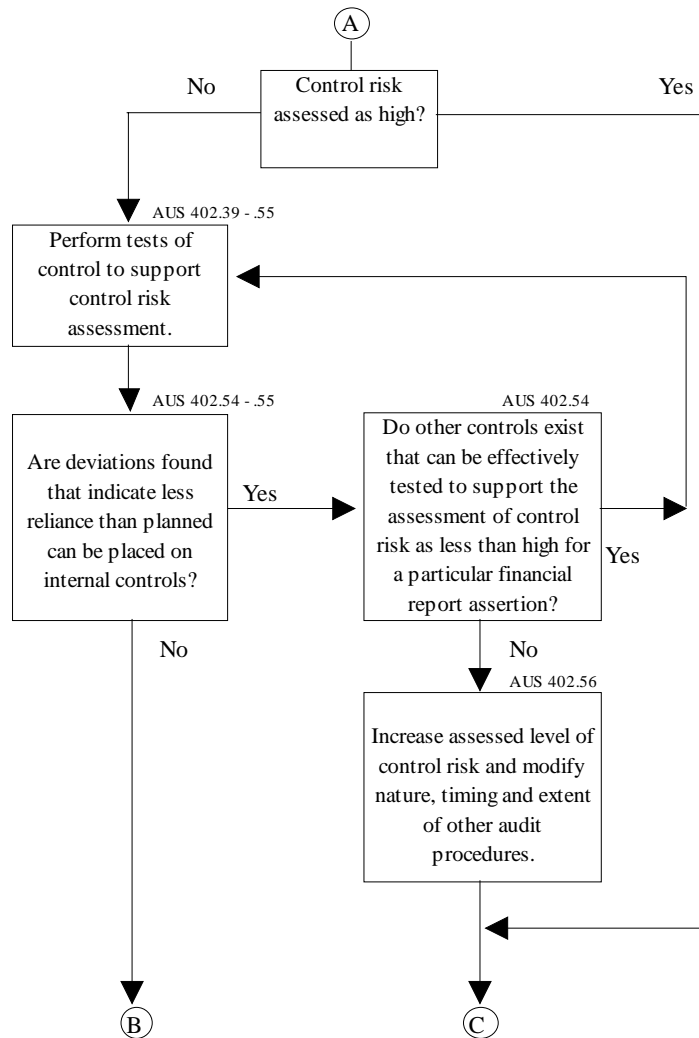 A
No
Control risk
assessed as high?
Yes
AUS 402.39 - .55
Perform tests of
control to support
control risk
assessment.
AUS 402.54 - .55
Are deviations found
that indicate less
reliance than planned
can be placed on
internal controls?
Yes
AUS 402.54
Do other controls exist
that can be effectively
tested to support the
assessment of control
risk as less than high for
a particular financial
report assertion?
Yes
No
No
AUS 402.56
Increase assessed level of
control risk and modify
nature, timing and extent
of other audit
procedures.
B
C